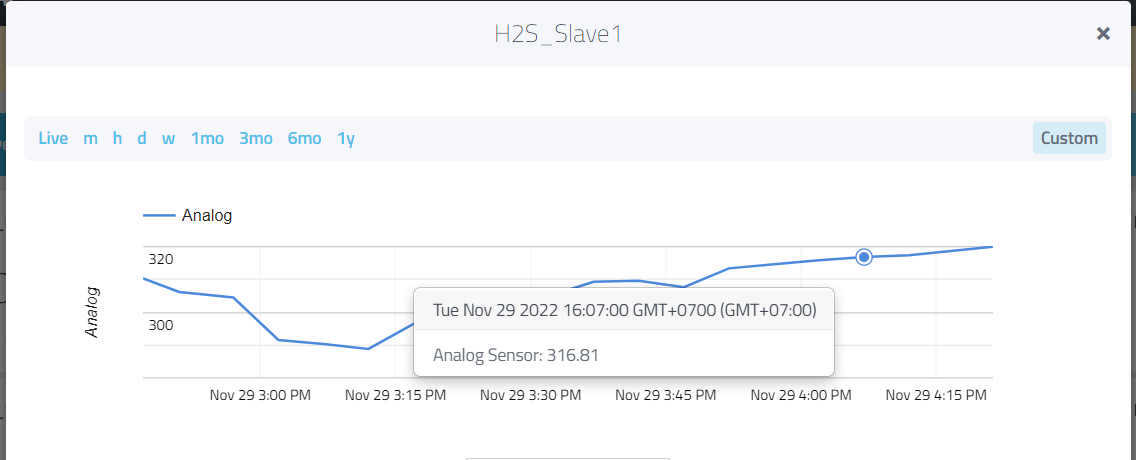 H2S_Slave1
Live m h d w 1mo 3mo 6mo 1y Custom
Analog
320
300
Analog
Tue Nov 29 2022 16:07:00 GMT+0700 (GMT+07:00)
Analog Sensor: 316.81
Nov 29 3:00 PM Nov 29 3:15 PM Nov 29 3:30 PM Nov 29 3:45 PM Nov 29 4:00 PM Nov 29 4:15 PM